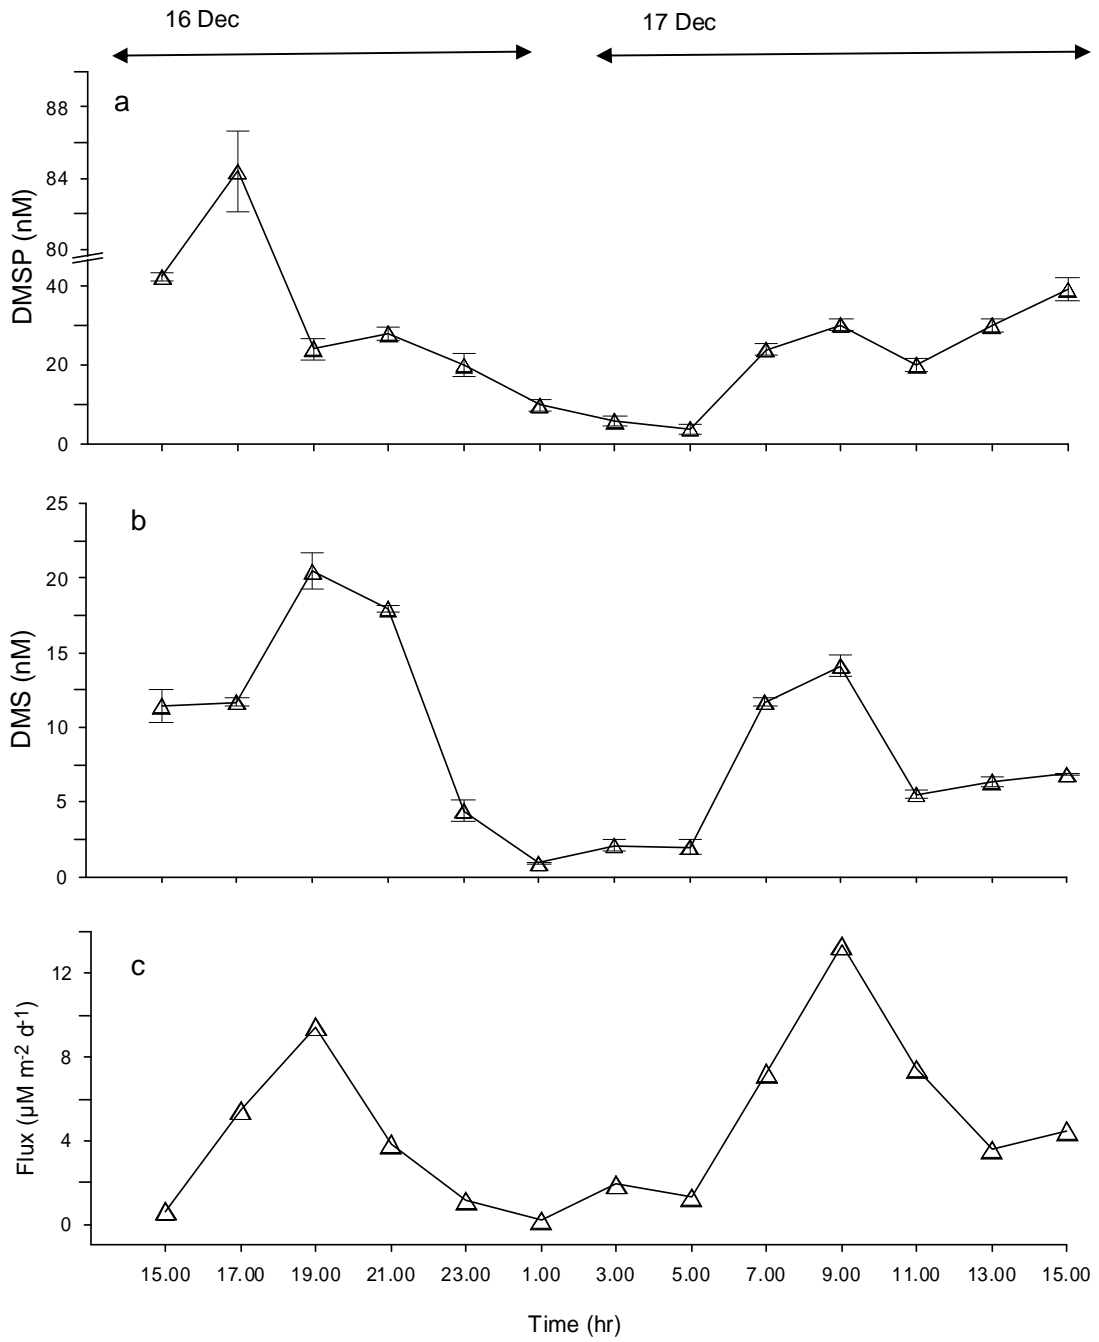 16 Dec
17 Dec
a
88
84
80
40
20
0
DMSP (nM)
b
25
20
15
10
5
0
DMS (nM)
c
12
8
4
0
Flux (µM m-2 d-1)
15.00 17.00 19.00 21.00 23.00 1.00 3.00 5.00 7.00 9.00 11.00 13.00 15.00
Time (hr)